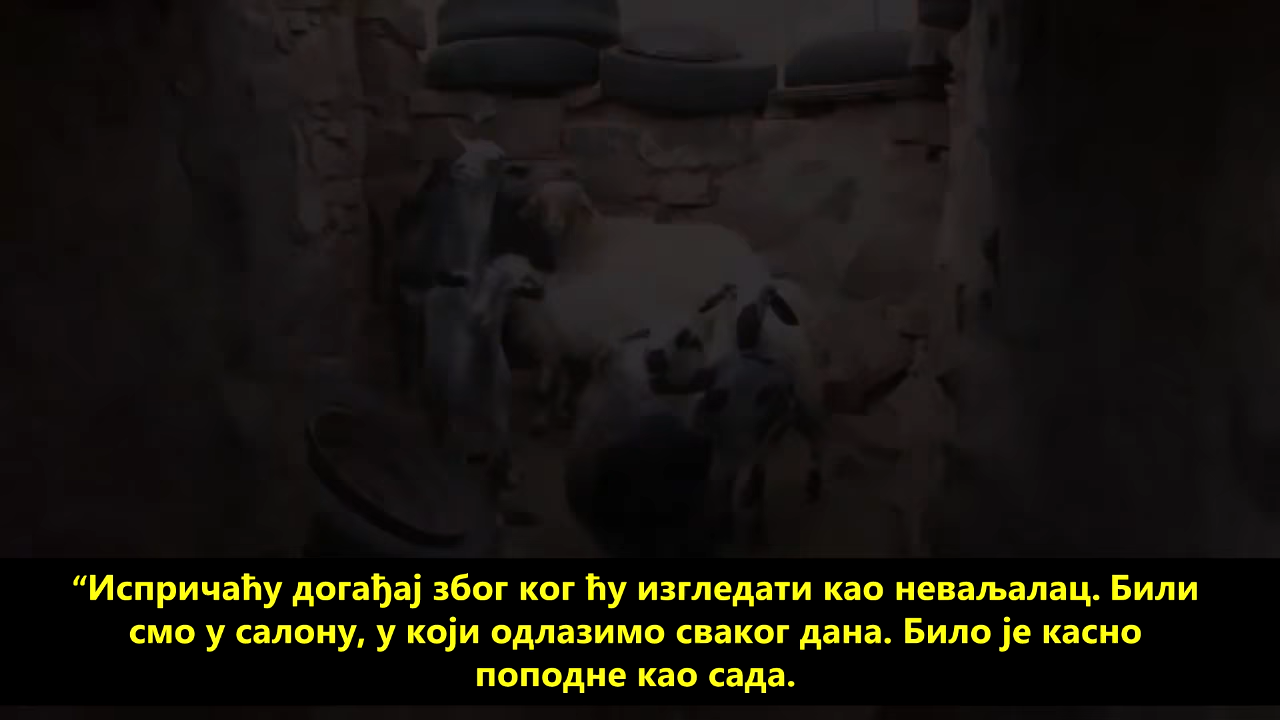 “Испричаћу догађај због ког ћу изгледати као неваљалац. Били
смо у салону, у који одлазимо сваког дана. Било је касно
поподне као сада.